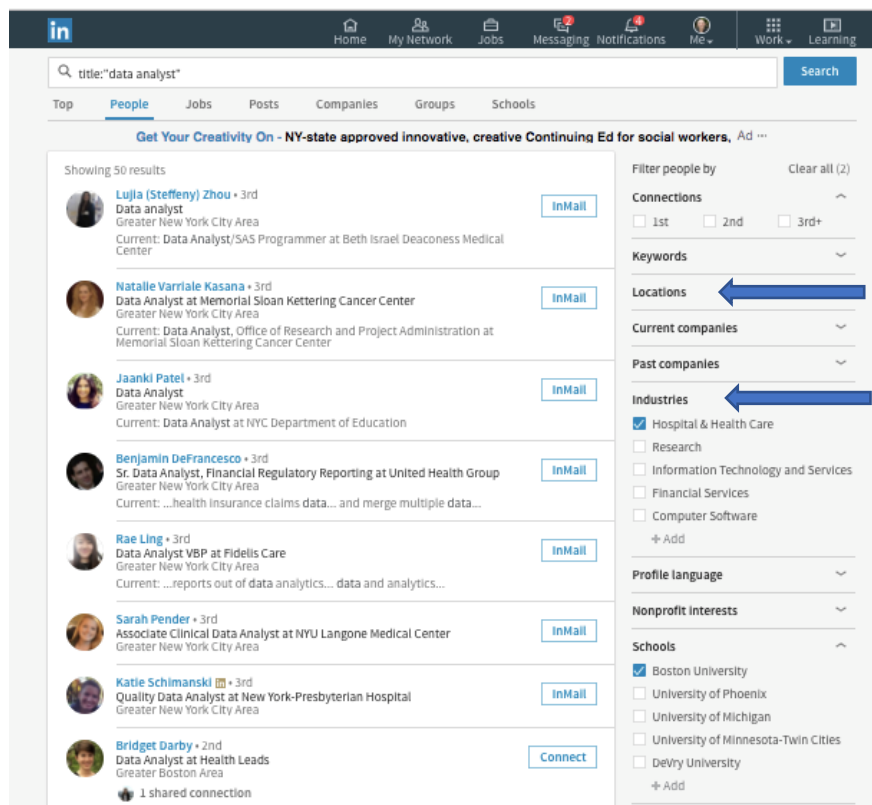 in
Home My Network Jobs Messaging 2 Notifications 4 Me Work Learning
title:"data analyst"
Search
Top People Jobs Posts Companies Groups Schools
Get Your Creativity On - NY-state approved innovative, creative Continuing Ed for social workers, Ad ...
Showing 50 results
Lujia (Steffeny) Zhou • 3rd
Data analyst
Greater New York City Area
Current: Data Analyst/SAS Programmer at Beth Israel Deaconess Medical
Center
InMail
Natalie Varriale Kasana • 3rd
Data Analyst at Memorial Sloan Kettering Cancer Center
Greater New York City Area
Current: Data Analyst, Office of Research and Project Administration at
Memorial Sloan Kettering Cancer Center
InMail
Jaanki Patel • 3rd
Data Analyst
Greater New York City Area
Current: Data Analyst at NYC Department of Education
InMail
Benjamin DeFrancesco • 3rd
Sr. Data Analyst, Financial Regulatory Reporting at United Health Group
Greater New York City Area
Current: ...health insurance claims data... and merge multiple data...
InMail
Rae Ling • 3rd
Data Analyst VBP at Fidelis Care
Greater New York City Area
Current: ...reports out of data analytics... data and analytics...
InMail
Sarah Pender • 3rd
Associate Clinical Data Analyst at NYU Langone Medical Center
Greater New York City Area
InMail
Katie Schimanski in • 3rd
Quality Data Analyst at New York-Presbyterian Hospital
Greater New York City Area
InMail
Bridget Darby • 2nd
Data Analyst at Health Leads
Greater Boston Area
1 shared connection
Connect
Filter people by Clear all (2)
Connections
1st 2nd 3rd+
Keywords
Locations
Current companies
Past companies
Industries
Hospital & Health Care
Research
Information Technology and Services
Financial Services
Computer Software
+ Add
Profile language
Nonprofit interests
Schools
Boston University
University of Phoenix
University of Michigan
University of Minnesota-Twin Cities
DeVry University
+ Add